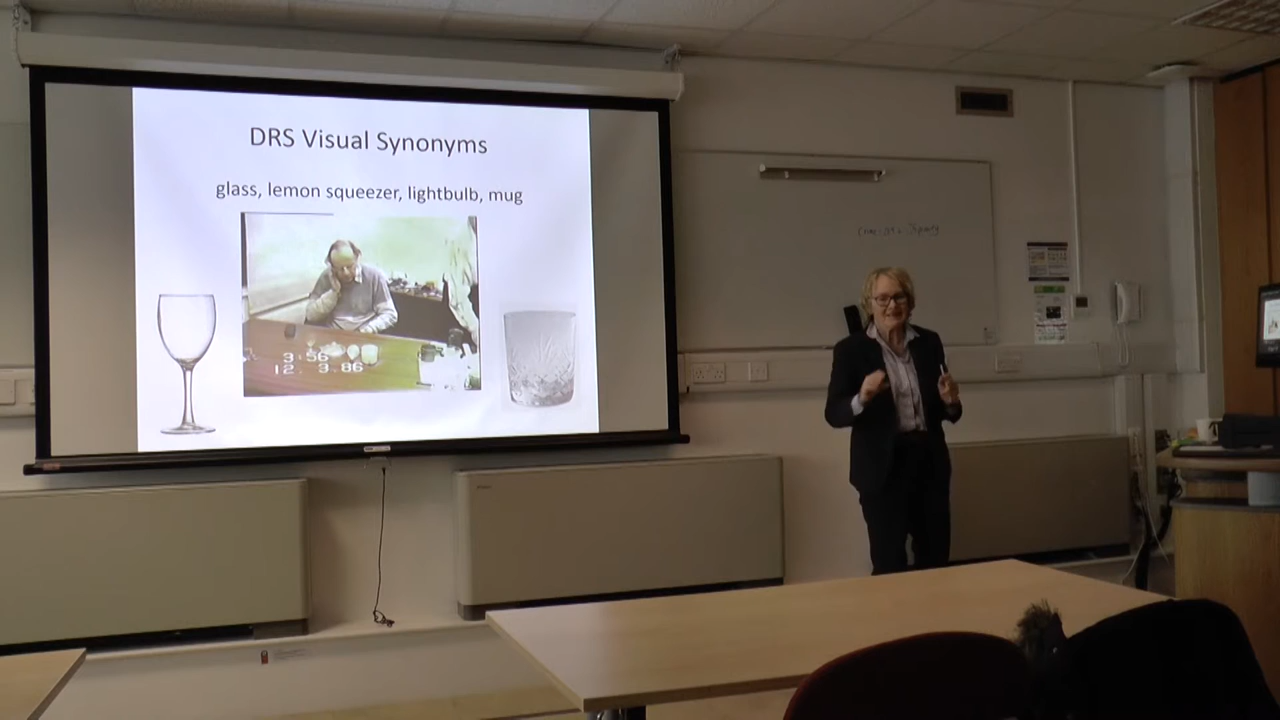 DRS Visual Synonyms
glass, lemon squeezer, lightbulb, mug
3:56
12. 3.86